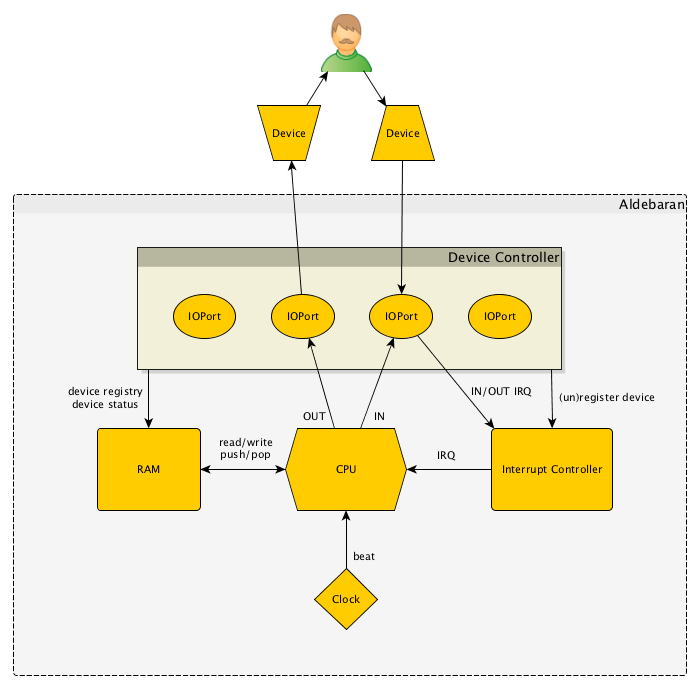 Device
Device
Aldebaran
Device Controller
IOPort
IOPort
IOPort
IOPort
device registry
device status
IN/OUT IRQ
(un)register device
OUT
IN
read/write
push/pop
RAM
CPU
IRQ
Interrupt Controller
beat
Clock